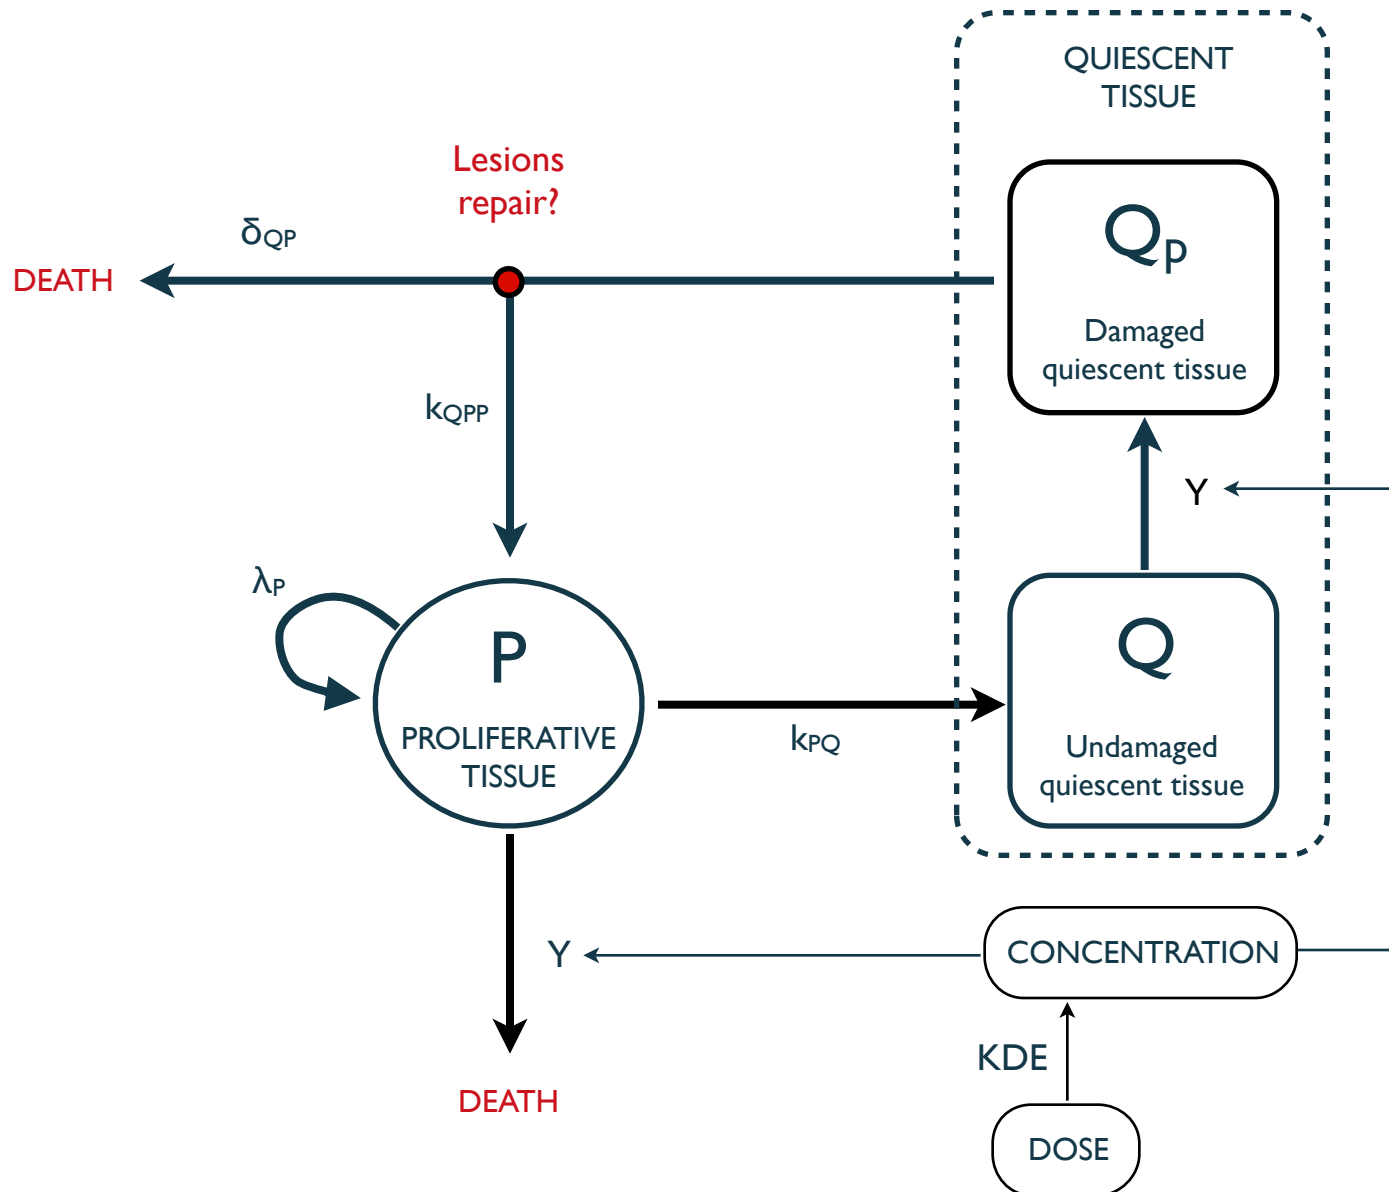 QUIESCENT
TISSUE
Lesions
repair?
δQP
DEATH
QP
Damaged
quiescent tissue
kQPP
Y
λP
P
PROLIFERATIVE
TISSUE
kPQ
Q
Undamaged
quiescent tissue
Y
CONCENTRATION
KDE
DEATH
DOSE